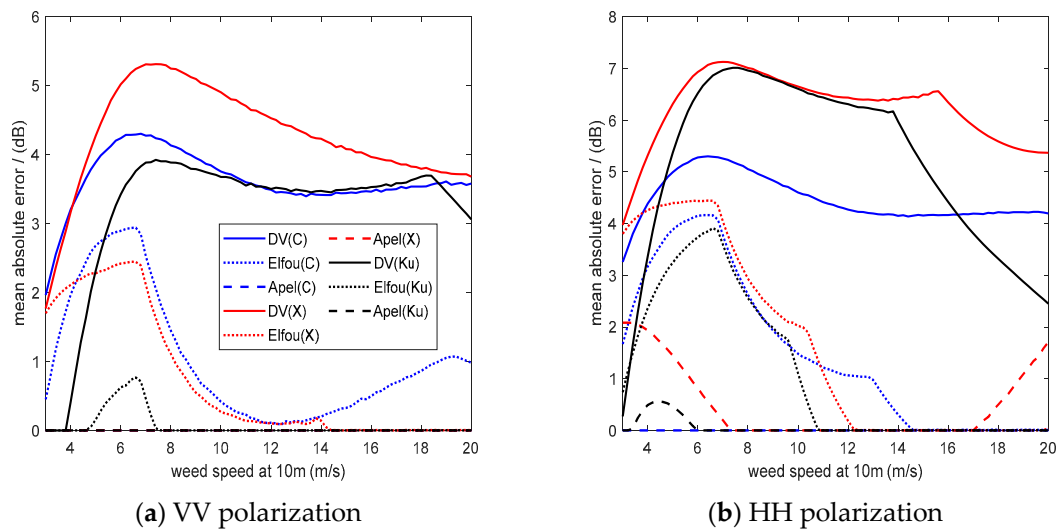 6
5
4
3
2
1
0
mean absolute error / (dB)
4 6 8 10 12 14 16 18 20
weed speed at 10m (m/s)
DV(C) Apel(X)
Elfou(C) DV(Ku)
Apel(C) Elfou(Ku)
DV(X) Apel(Ku)
Elfou(X)
(a) VV polarization
8
7
6
5
4
3
2
1
0
mean absolute error / (dB)
4 6 8 10 12 14 16 18 20
weed speed at 10m (m/s)
(b) HH polarization